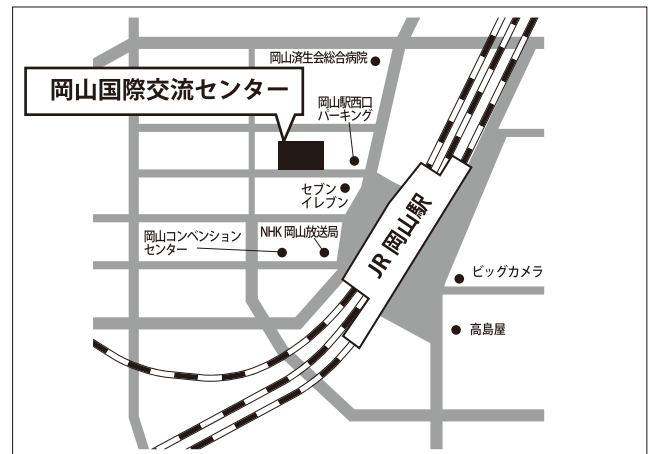 岡山済生会総合病院
岡山国際交流センター
岡山駅西口
パーキング
セブン
イレブン
岡山コンベンション
センター
NHK 岡山放送局
JR 岡山駅
ビッグカメラ
高島屋